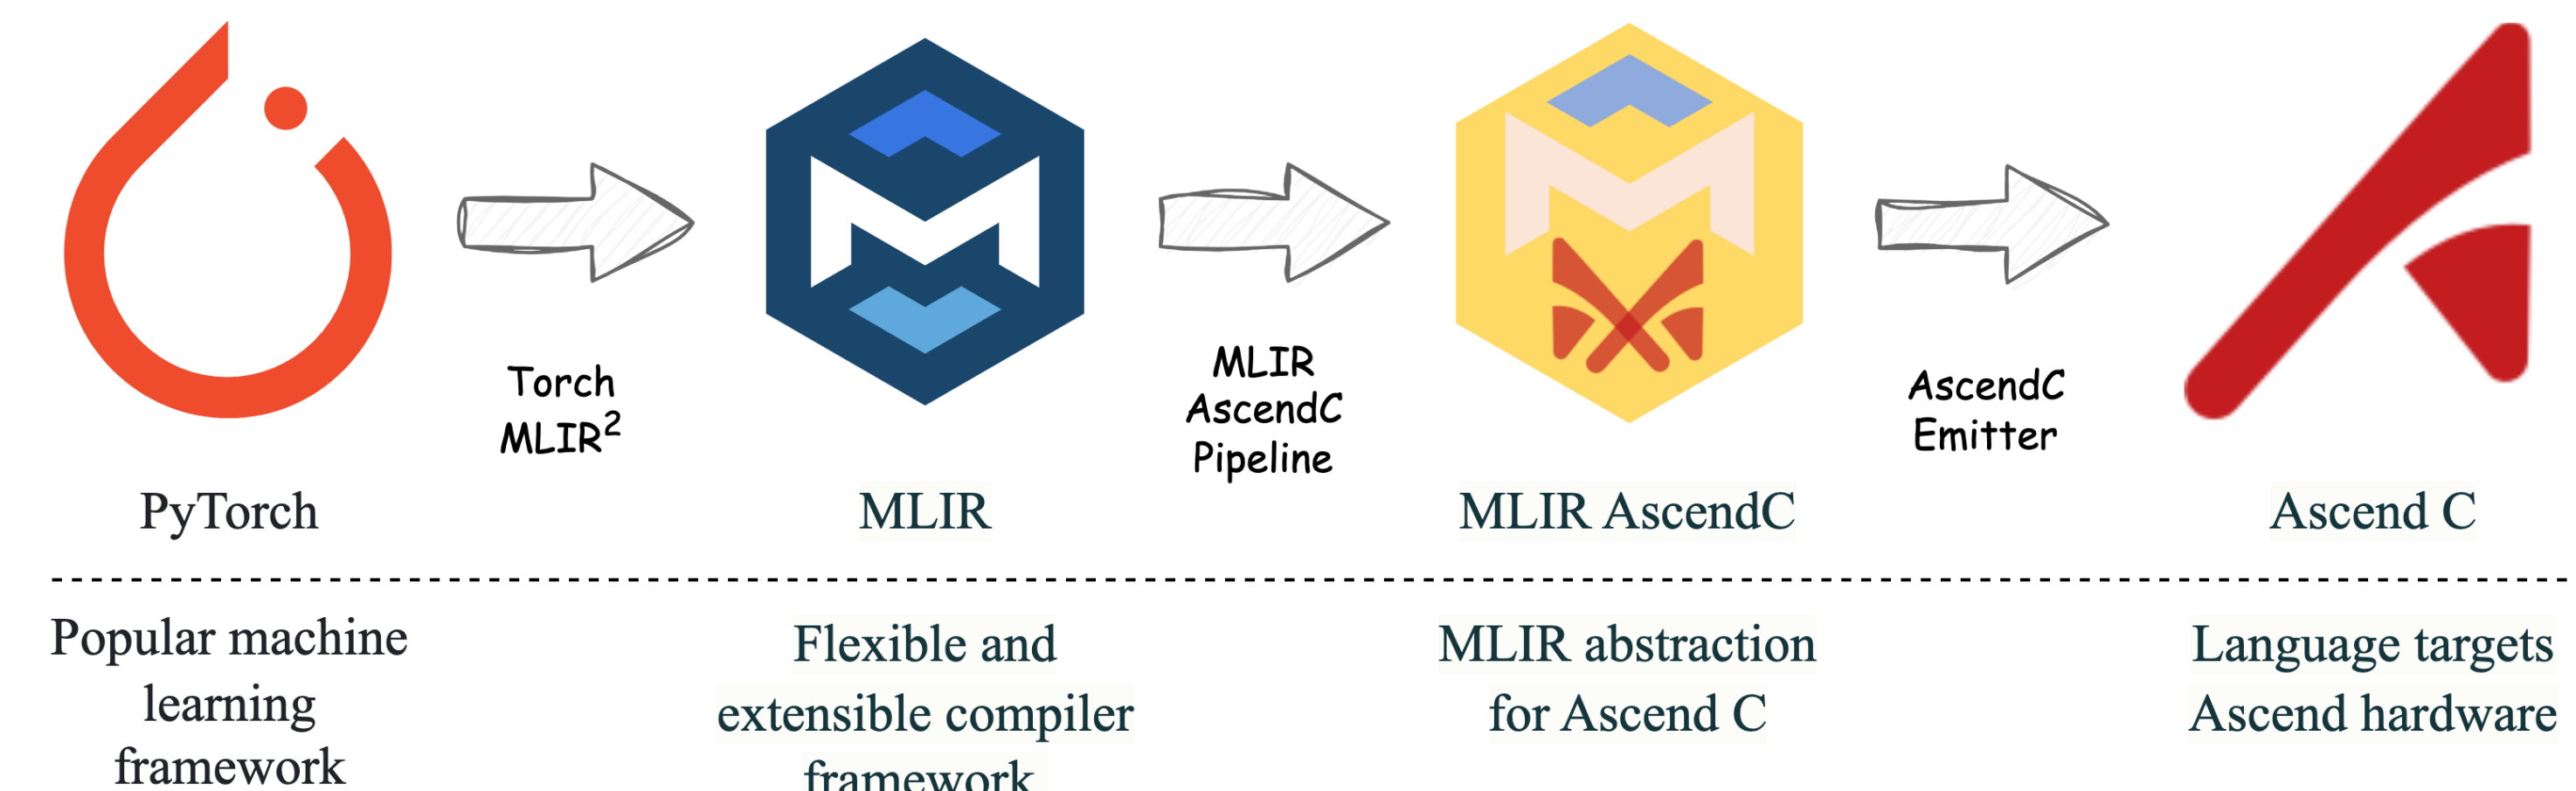 Torch
MLIR²
MLIR
AscendC
Pipeline
AscendC
Emitter
PyTorch
MLIR
MLIR AscendC
Ascend C
Popular machine
learning
framework
Flexible and
extensible compiler
framework
MLIR abstraction
for Ascend C
Language targets
Ascend hardware